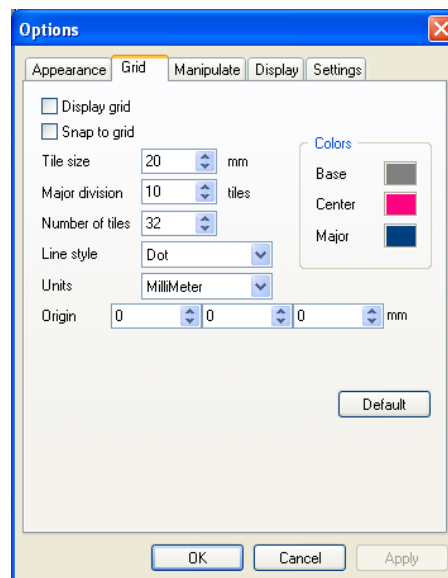 Options
Appearance Grid Manipulate Display Settings
Display grid
Snap to grid
Colors
Tile size 20 mm
Base
Major division 10 tiles
Center
Number of tiles 32
Major
Line style Dot
Units MilliMeter
Origin 0 0 0 mm
Default
OK Cancel Apply